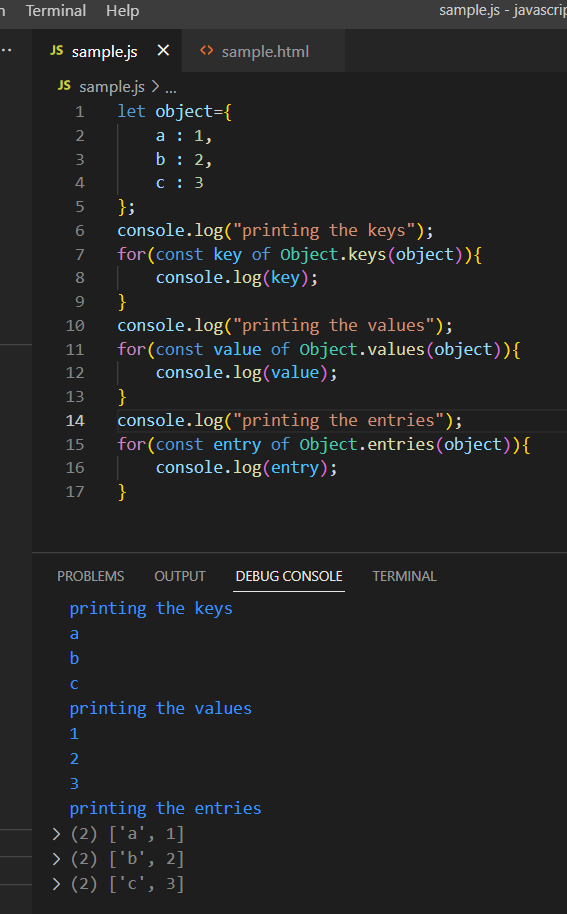 Terminal Help sample.js - javascrip
JS sample.js × <> sample.html
JS sample.js > ...
1 let object={
2 a : 1,
3 b : 2,
4 c : 3
5 };
6 console.log("printing the keys");
7 for(const key of Object.keys(object)){
8 console.log(key);
9 }
10 console.log("printing the values");
11 for(const value of Object.values(object)){
12 console.log(value);
13 }
14 console.log("printing the entries");
15 for(const entry of Object.entries(object)){
16 console.log(entry);
17 }
PROBLEMS OUTPUT DEBUG CONSOLE TERMINAL
printing the keys
a
b
c
printing the values
1
2
3
printing the entries
> (2) ['a', 1]
> (2) ['b', 2]
> (2) ['c', 3]